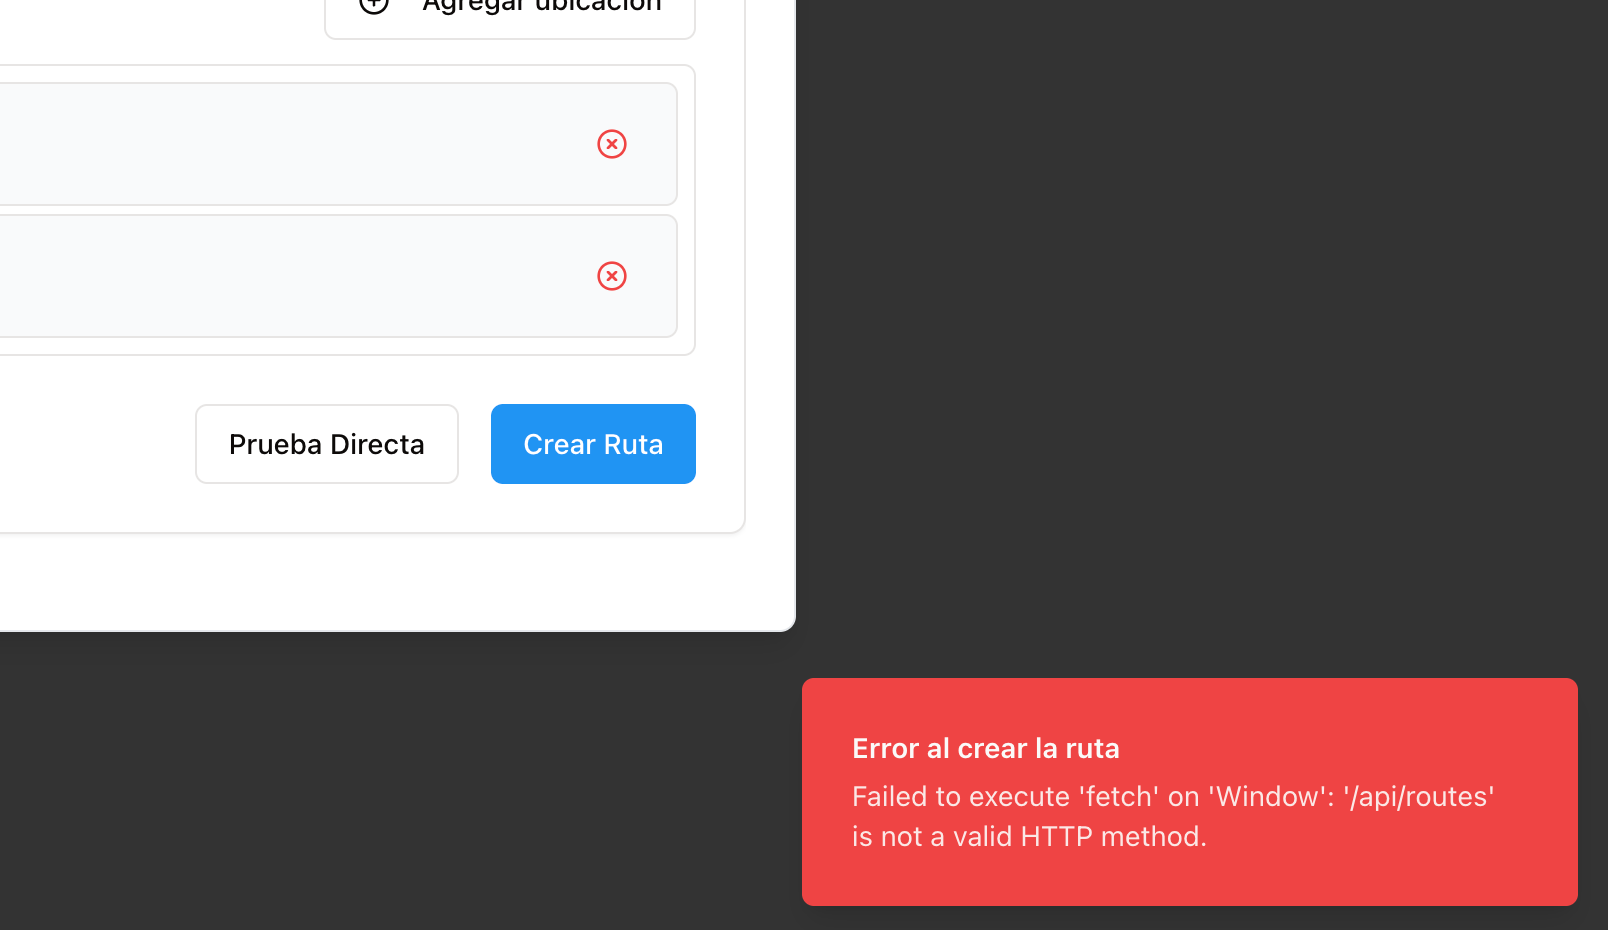 Agregar ubicación
Prueba Directa
Crear Ruta
Error al crear la ruta
Failed to execute 'fetch' on 'Window': '/api/routes'
is not a valid HTTP method.